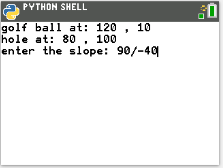 PYTHON SHELL
golf ball at: 120 , 10
hole at: 80 , 100
enter the slope: 90/-40